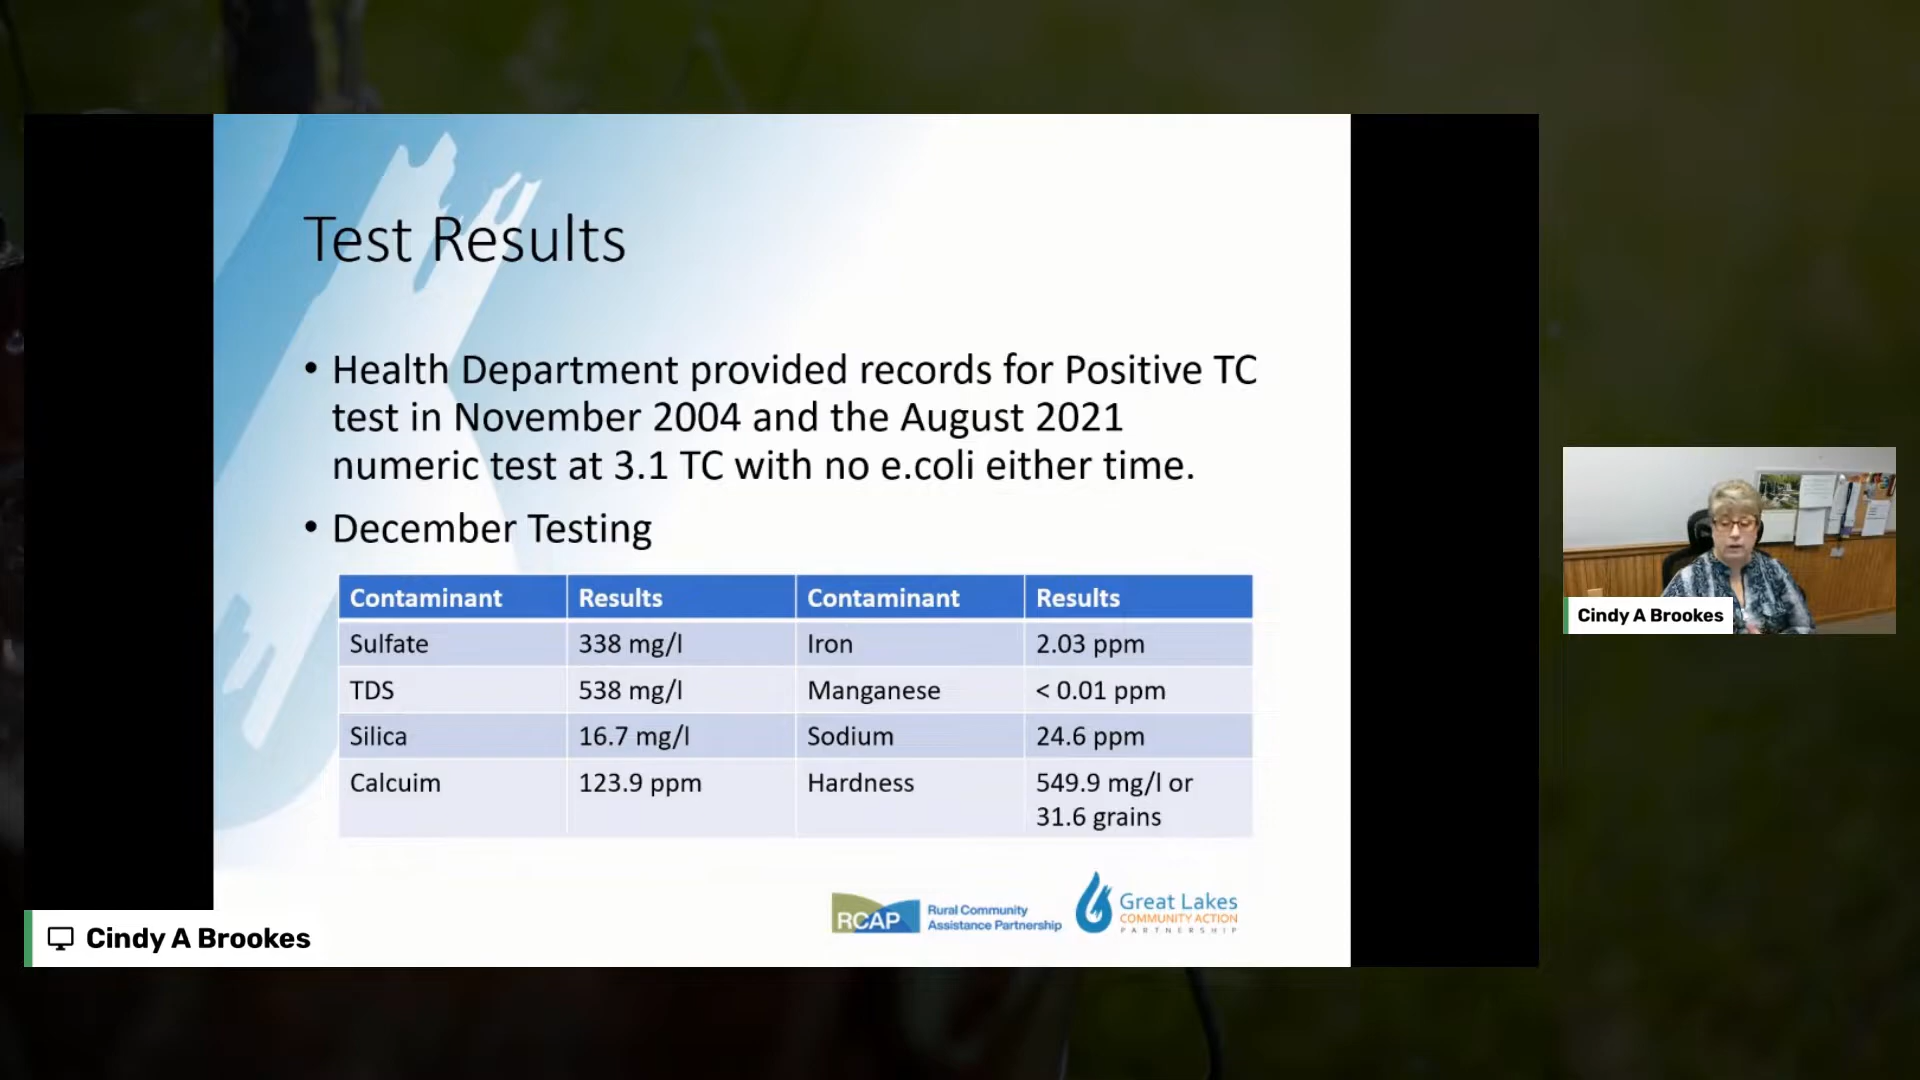 Test Results
• Health Department provided records for Positive TC
test in November 2004 and the August 2021
numeric test at 3.1 TC with no e.coli either time.
• December Testing
Contaminant Results Contaminant Results
Sulfate 338 mg/l Iron 2.03 ppm
TDS 538 mg/l Manganese < 0.01 ppm
Silica 16.7 mg/l Sodium 24.6 ppm
Calcuim 123.9 ppm Hardness 549.9 mg/l or
31.6 grains
RCAP Rural Community
Assistance Partnership
Great Lakes
COMMUNITY ACTION
PARTNERSHIP
Cindy A Brookes
Cindy A Brookes